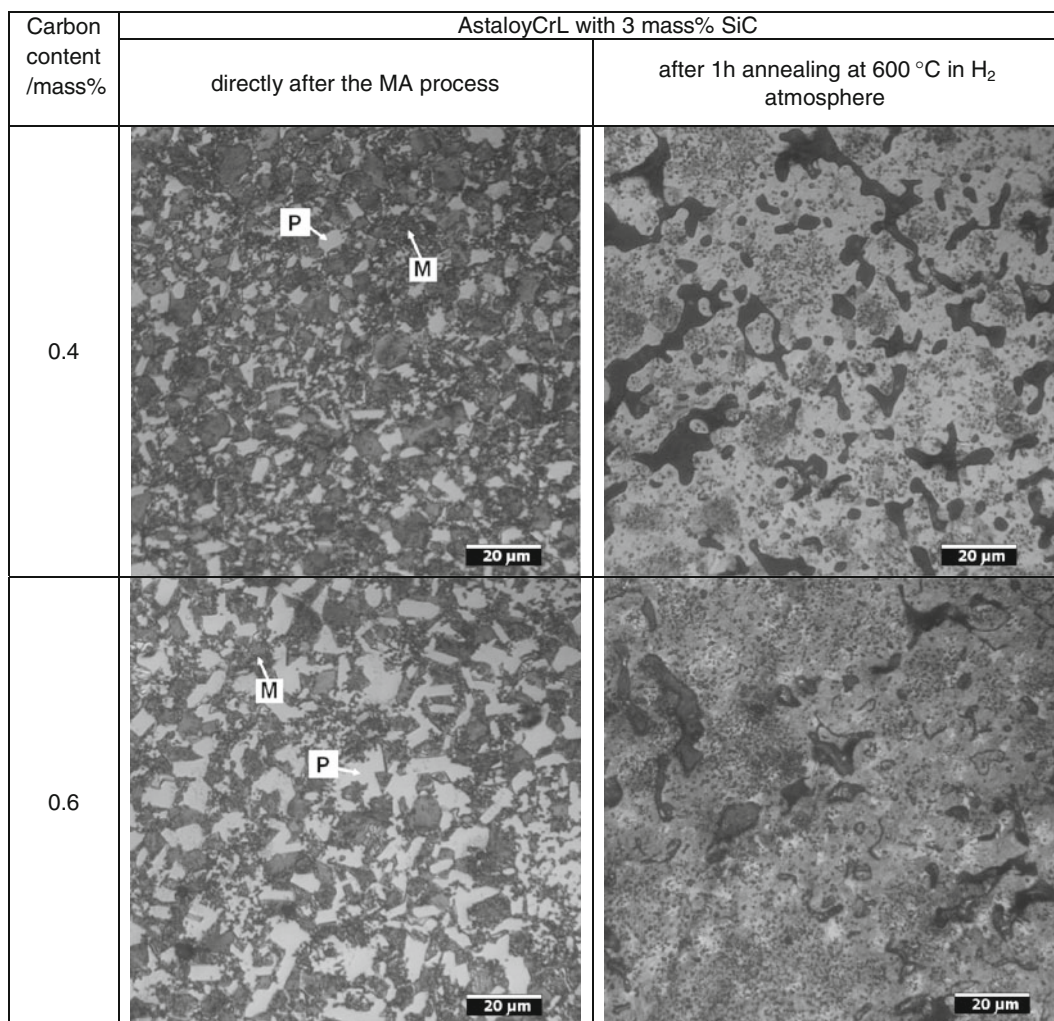 Carbon
content
/mass%
AstaloyCrL with 3 mass% SiC
directly after the MA process
after 1h annealing at 600 °C in H₂
atmosphere
0.4
P
M
20 µm
20 µm
0.6
M
P
20 µm
20 µm